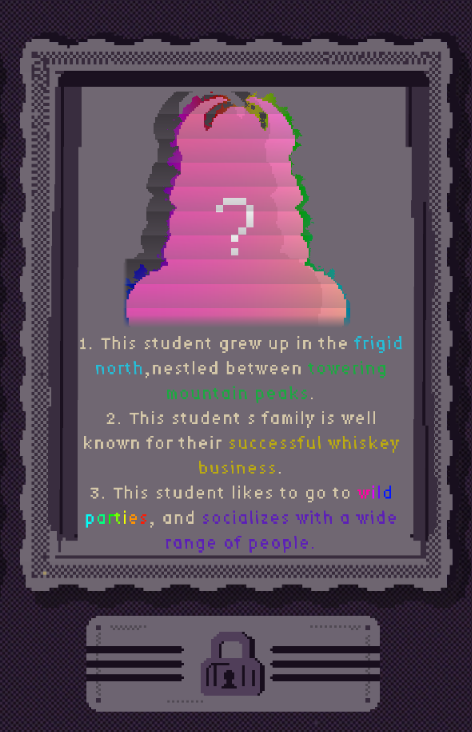 ?
1. This student grew up in the frigid
north,nestled between towering
mountain peaks.
2. This student s family is well
known for their successful whiskey
business.
3. This student likes to go to wild
parties, and socializes with a wide
range of people.